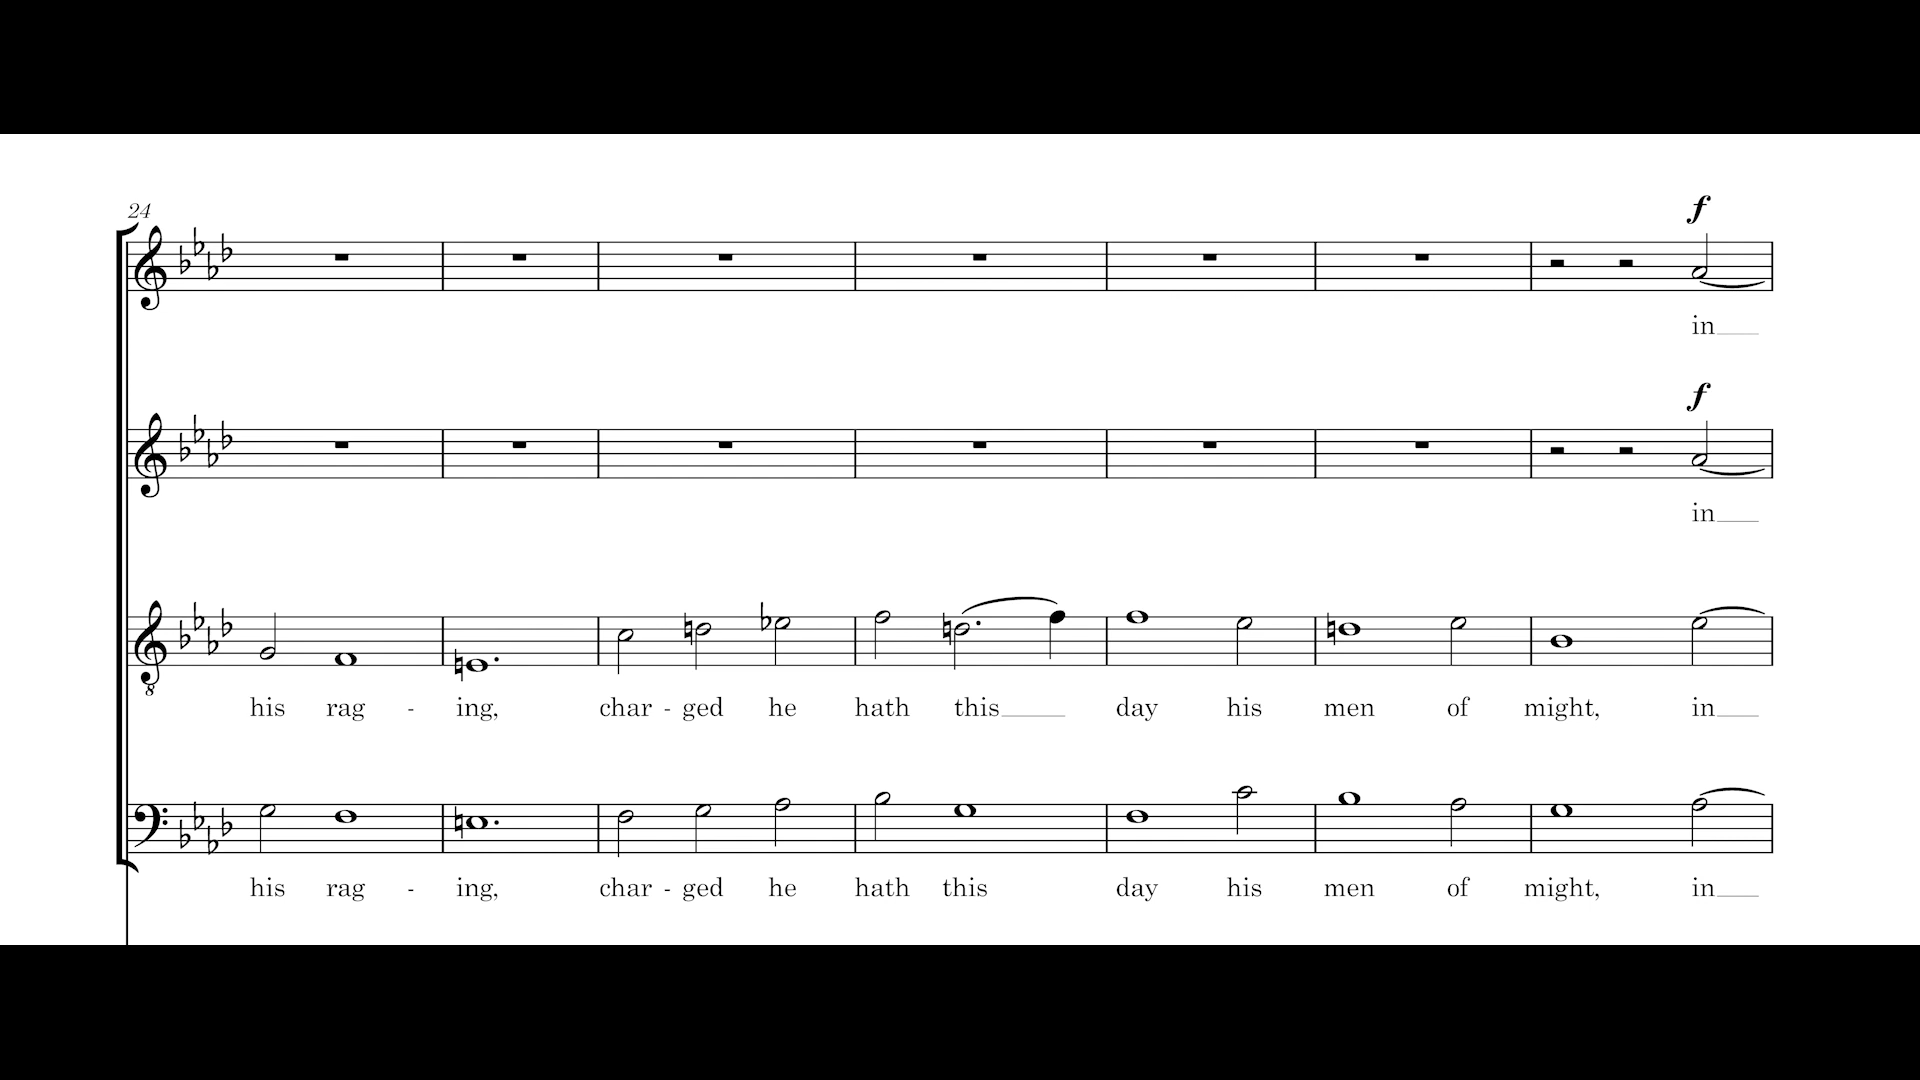 24
f
in
f
in
8
his rag - ing, char - ged he hath this day his men of might, in
his rag - ing, char - ged he hath this day his men of might, in